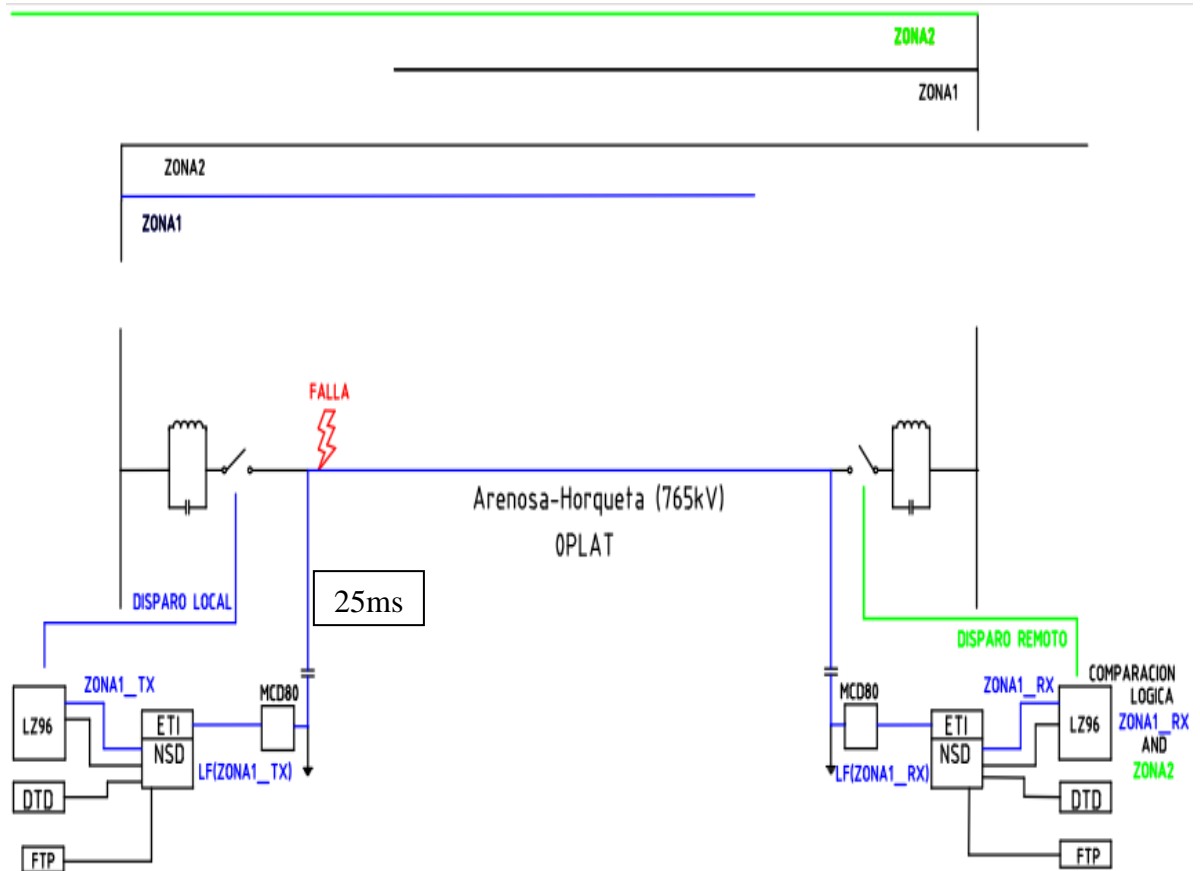 ZONA2
ZONA1
ZONA2
ZONA1
FALLA
Arenosa-Horqueta (765kV)
OPLAT
25ms
DISPARO LOCAL
DISPARO REMOTO
ZONA1_TX
MCD80
LZ96
ETI
NSD
LF(ZONA1_TX)
DTD
FTP
MCD80
ZONA1_RX
ETI
NSD
LF(ZONA1_RX)
LZ96
COMPARACION
LOGICA
ZONA1_RX
AND
ZONA2
DTD
FTP